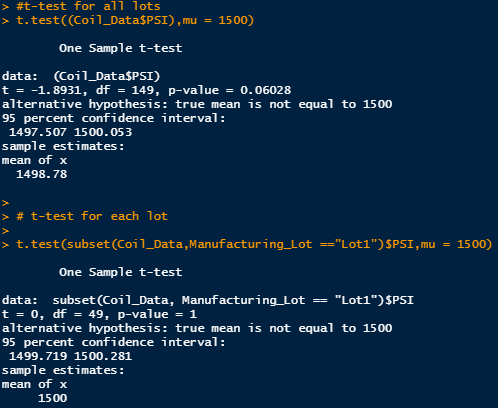 > #t-test for all lots
> t.test((Coil_Data$PSI),mu = 1500)
One Sample t-test
data:  (Coil_Data$PSI)
t = -1.8931, df = 149, p-value = 0.06028
alternative hypothesis: true mean is not equal to 1500
95 percent confidence interval:
1497.507 1500.053
sample estimates:
mean of x
1498.78
>
> # t-test for each lot
>
> t.test(subset(Coil_Data,Manufacturing_Lot =="Lot1")$PSI,mu = 1500)
One Sample t-test
data:  subset(Coil_Data, Manufacturing_Lot == "Lot1")$PSI
t = 0, df = 49, p-value = 1
alternative hypothesis: true mean is not equal to 1500
95 percent confidence interval:
1499.719 1500.281
sample estimates:
mean of x
1500